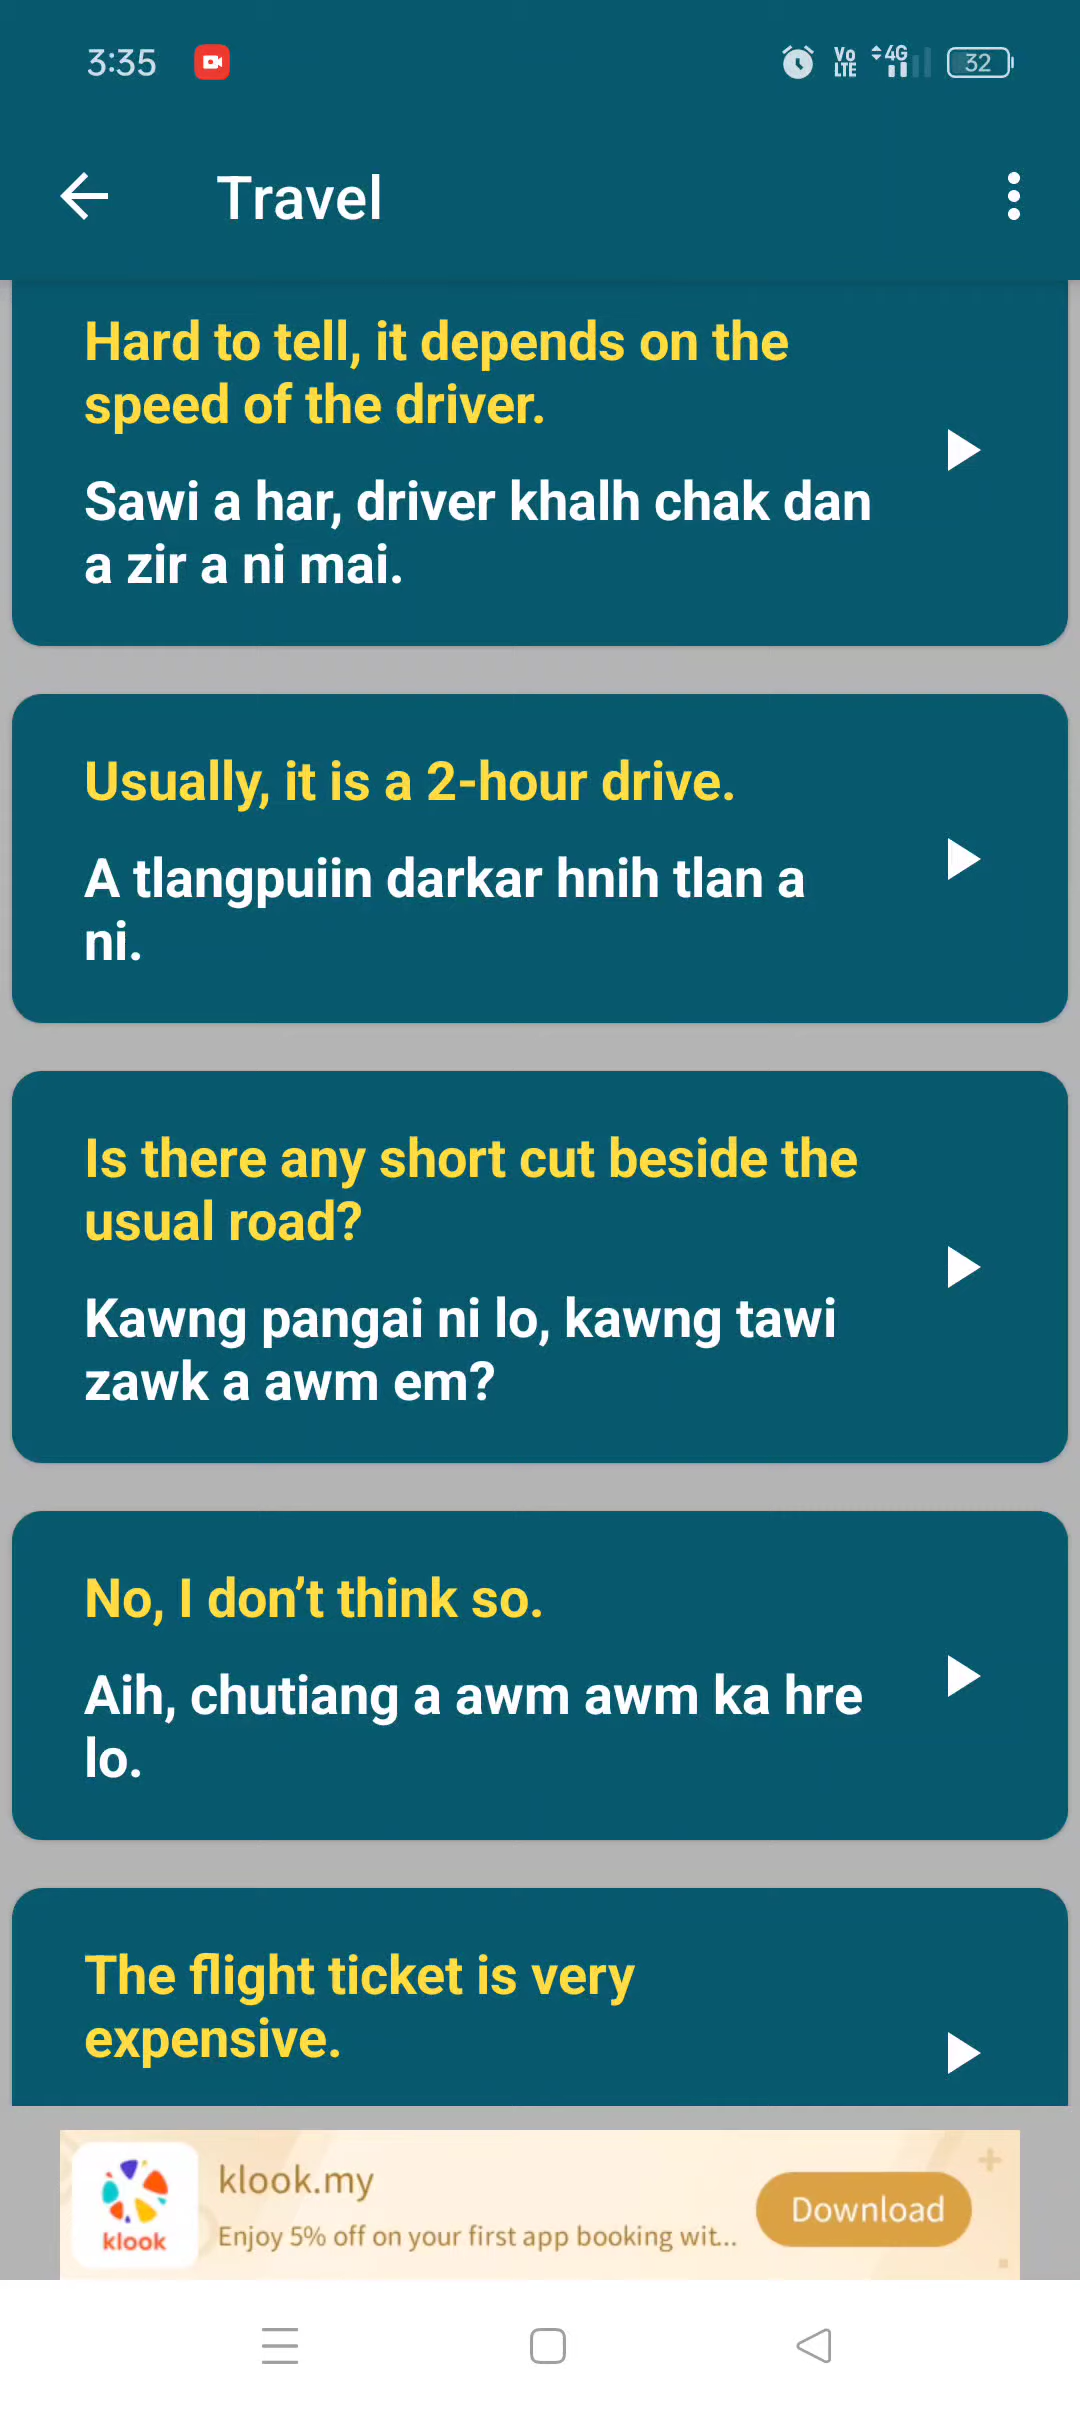 3:35
Vo LTE 4G 32
Travel
Hard to tell, it depends on the
speed of the driver.
Sawi a har, driver khalh chak dan
a zir a ni mai.
Usually, it is a 2-hour drive.
A tlangpuiin darkar hnih tlan a
ni.
Is there any short cut beside the
usual road?
Kawng pangai ni lo, kawng tawi
zawk a awm em?
No, I don’t think so.
Aih, chutiang a awm awm ka hre
lo.
The flight ticket is very
expensive.
klook.my
Enjoy 5% off on your first app booking wit...
Download
klook